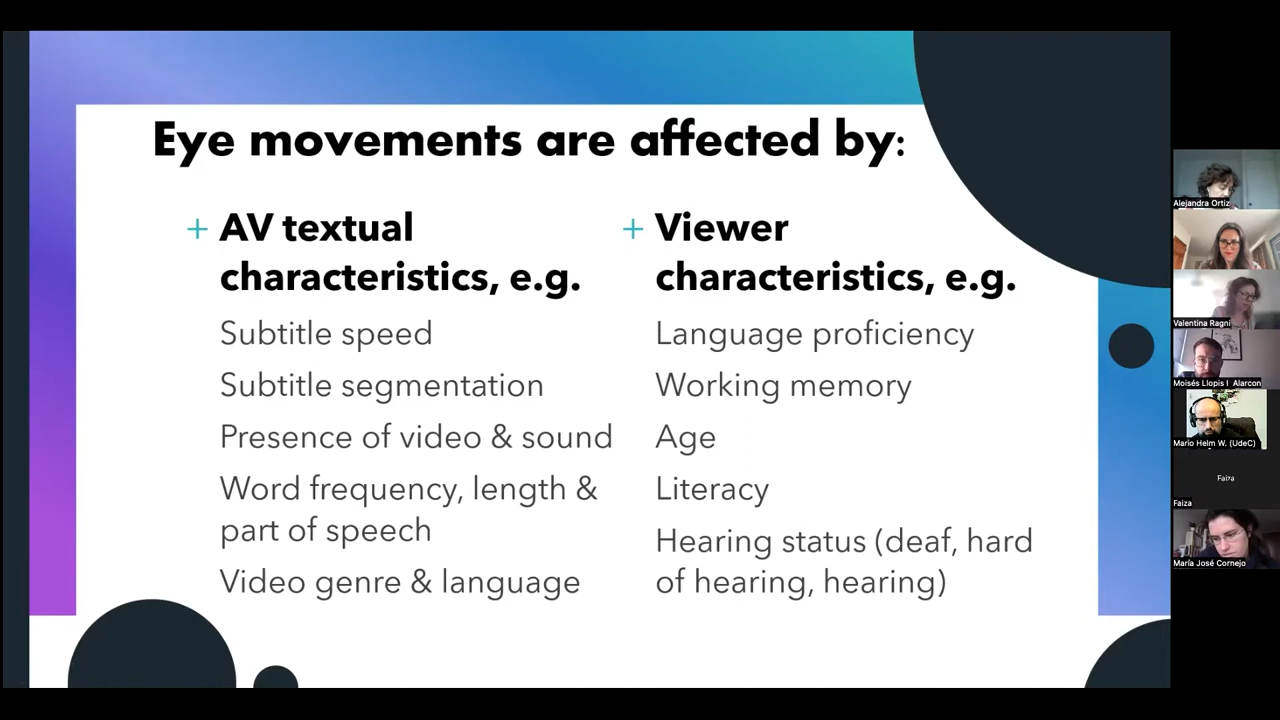 Eye movements are affected by:
+ AV textual
characteristics, e.g.
Subtitle speed
Subtitle segmentation
Presence of video & sound
Word frequency, length &
part of speech
Video genre & language
+ Viewer
characteristics, e.g.
Language proficiency
Working memory
Age
Literacy
Hearing status (deaf, hard
of hearing, hearing)
Alejandra Ortiz
Valentina Ragni
Moisés Llopis I Alarcon
Mario Helm W. (UdeC)
Faiza
Faiza
María José Cornejo